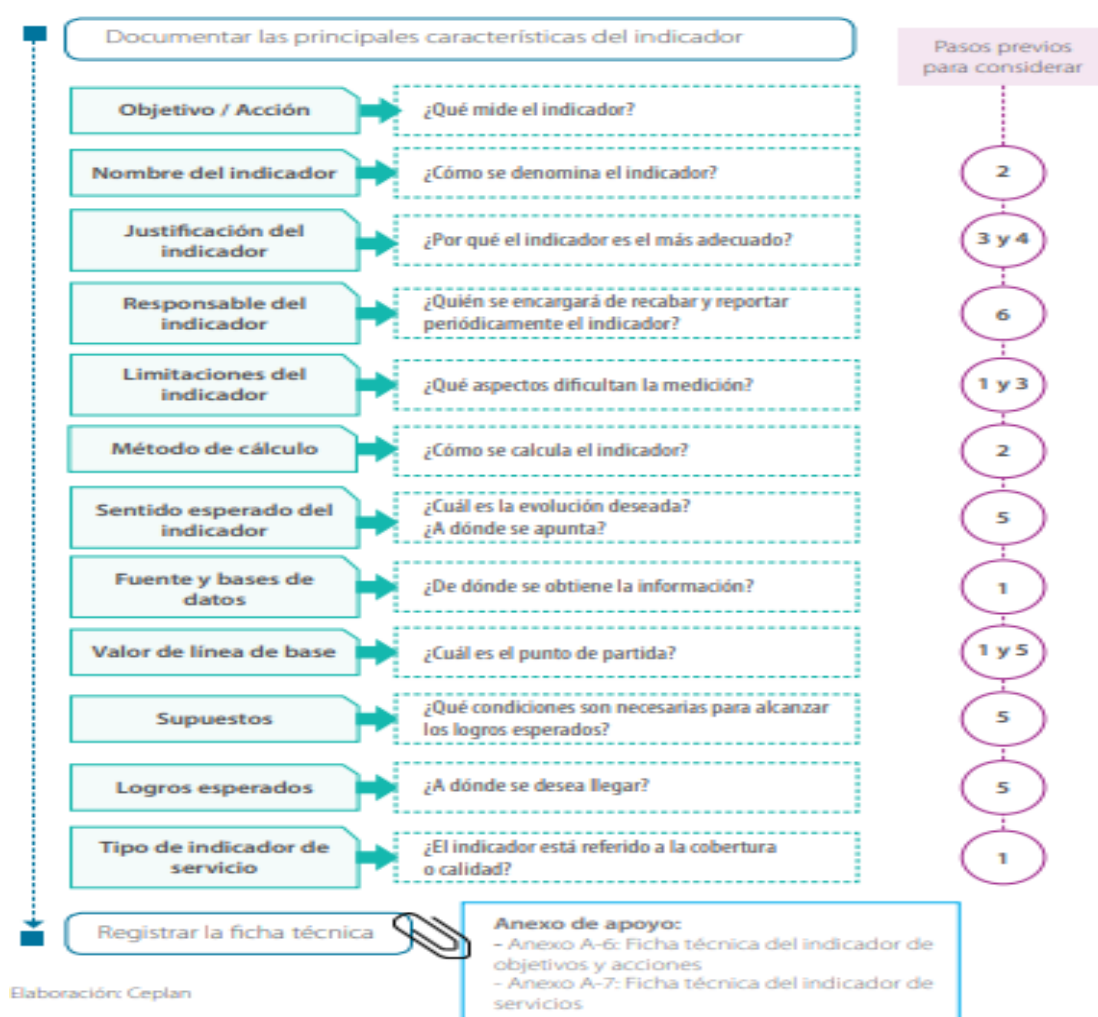 Documentar las principales características del indicador
Pasos previos
para considerar
Objetivo / Acción
¿Qué mide el indicador?
Nombre del indicador
¿Cómo se denomina el indicador?
2
Justificación del
indicador
¿Por qué el indicador es el más adecuado?
3 y 4
Responsable del
indicador
¿Quién se encargará de recabar y reportar
periódicamente el indicador?
6
Limitaciones del
indicador
¿Qué aspectos dificultan la medición?
1 y 3
Método de cálculo
¿Cómo se calcula el indicador?
2
Sentido esperado del
indicador
¿Cuál es la evolución deseada?
¿A dónde se apunta?
5
Fuente y bases de
datos
¿De dónde se obtiene la información?
1
Valor de línea de base
¿Cuál es el punto de partida?
1 y 5
Supuestos
¿Qué condiciones son necesarias para alcanzar
los logros esperados?
5
Logros esperados
¿A dónde se desea llegar?
5
Tipo de indicador de
servicio
¿El indicador está referido a la cobertura
o calidad?
1
Registrar la ficha técnica
Anexo de apoyo:
- Anexo A-6: Ficha técnica del indicador de
objetivos y acciones
- Anexo A-7: Ficha técnica del indicador de
servicios
Elaboración: Ceplan